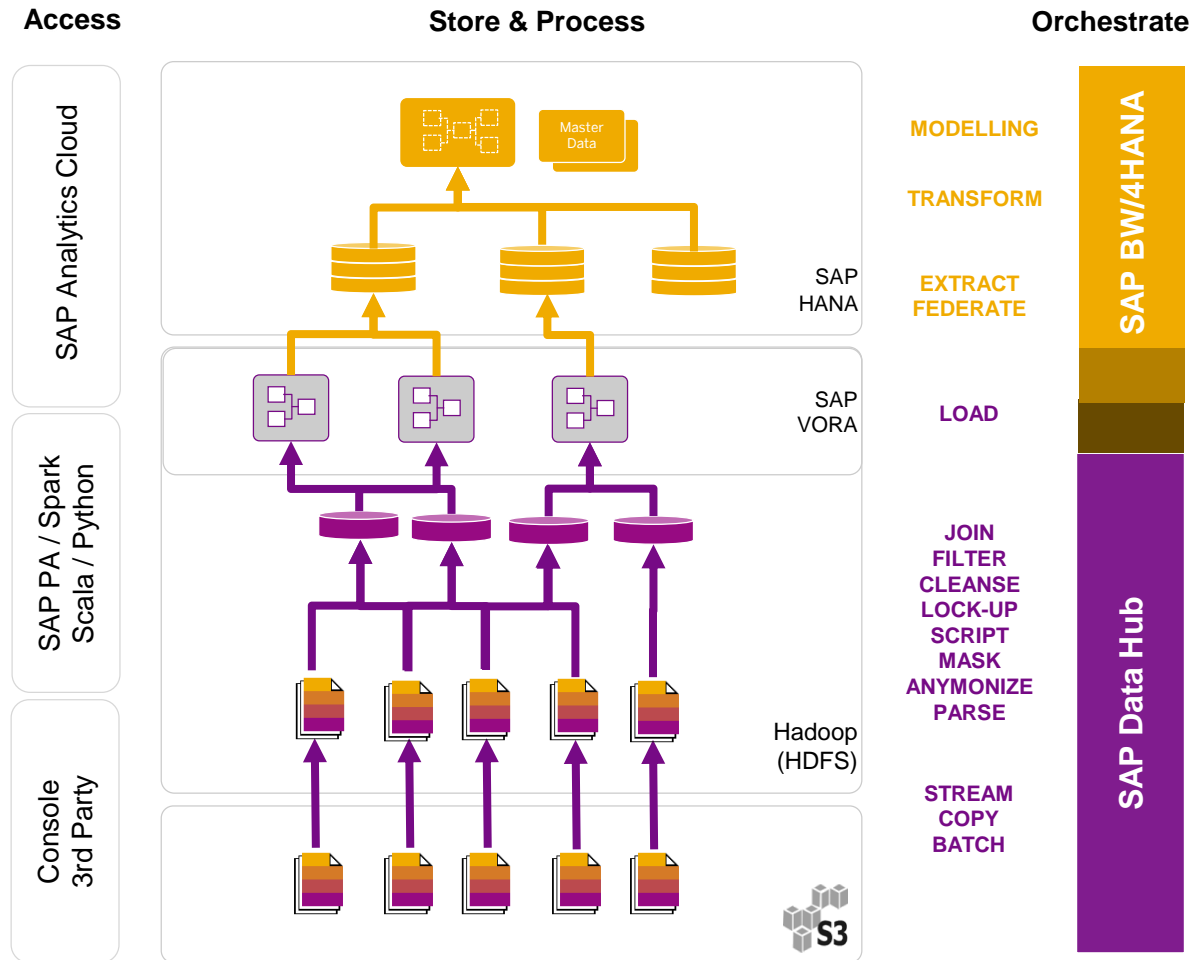 Access
Store & Process
Orchestrate
SAP Analytics Cloud
SAP PA / Spark
Scala / Python
Console
3rd Party
Master
Data
SAP
HANA
SAP
VORA
Hadoop
(HDFS)
S3
MODELLING
TRANSFORM
EXTRACT
FEDERATE
LOAD
JOIN
FILTER
CLEANSE
LOCK-UP
SCRIPT
MASK
ANYMONIZE
PARSE
STREAM
COPY
BATCH
SAP BW/4HANA
SAP Data Hub